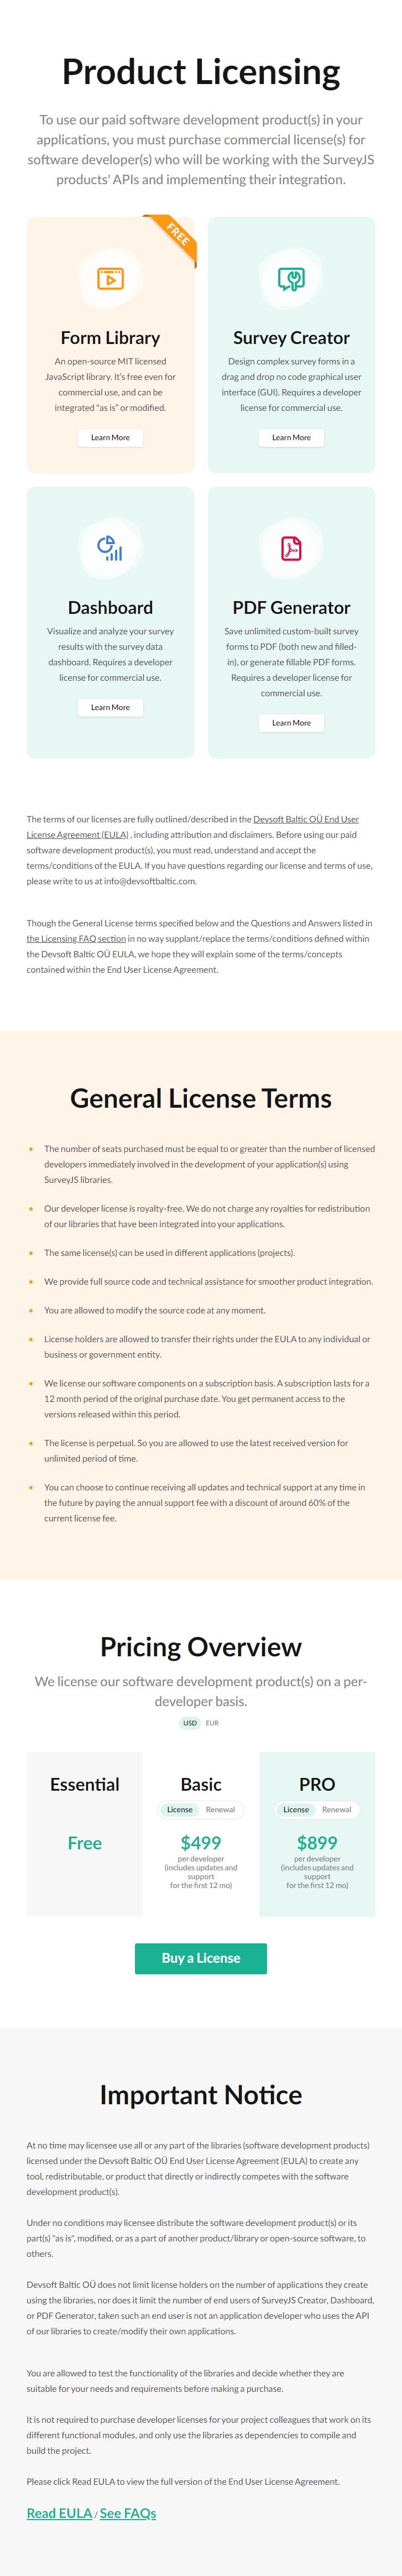 Product Licensing
To use our paid software development product(s) in your
applications, you must purchase commercial license(s) for
software developer(s) who will be working with the SurveyJS
products' APIs and implementing their integration.
FREE
Form Library
An open-source MIT licensed
JavaScript library. It's free even for
commercial use, and can be
integrated "as is" or modified.
Learn More
Survey Creator
Design complex survey forms in a
drag and drop no code graphical user
interface (GUI). Requires a developer
license for commercial use.
Learn More
Dashboard
Visualize and analyze your survey
results with the survey data
dashboard. Requires a developer
license for commercial use.
Learn More
PDF Generator
Save unlimited custom-built survey
forms to PDF (both new and filled-
in), or generate fillable PDF forms.
Requires a developer license for
commercial use.
Learn More
The terms of our licenses are fully outlined/described in the Devsoft Baltic OÜ End User
License Agreement (EULA) , including attribution and disclaimers. Before using our paid
software development product(s), you must read, understand and accept the
terms/conditions of the EULA. If you have questions regarding our license and terms of use,
please write to us at info@devsoftbaltic.com.
Though the General License terms specified below and the Questions and Answers listed in
the Licensing FAQ section in no way supplant/replace the terms/conditions defined within
the Devsoft Baltic OÜ EULA, we hope they will explain some of the terms/concepts
contained within the End User License Agreement.
General License Terms
The number of seats purchased must be equal to or greater than the number of licensed
developers immediately involved in the development of your application(s) using
SurveyJS libraries.
Our developer license is royalty-free. We do not charge any royalties for redistribution
of our libraries that have been integrated into your applications.
The same license(s) can be used in different applications (projects).
We provide full source code and technical assistance for smoother product integration.
You are allowed to modify the source code at any moment.
License holders are allowed to transfer their rights under the EULA to any individual or
business or government entity.
We license our software components on a subscription basis. A subscription lasts for a
12 month period of the original purchase date. You get permanent access to the
versions released within this period.
The license is perpetual. So you are allowed to use the latest received version for
unlimited period of time.
You can choose to continue receiving all updates and technical support at any time in
the future by paying the annual support fee with a discount of around 60% of the
current license fee.
Pricing Overview
We license our software development product(s) on a per-
developer basis.
USD EUR
Essential
Free
Basic
License Renewal
$499
per developer
(includes updates and
support
for the first 12 mo)
PRO
License Renewal
$899
per developer
(includes updates and
support
for the first 12 mo)
Buy a License
Important Notice
At no time may licensee use all or any part of the libraries (software development products)
licensed under the Devsoft Baltic OÜ End User License Agreement (EULA) to create any
tool, redistributable, or product that directly or indirectly competes with the software
development product(s).
Under no conditions may licensee distribute the software development product(s) or its
part(s) "as is", modified, or as a part of another product/library or open-source software, to
others.
Devsoft Baltic OÜ does not limit license holders on the number of applications they create
using the libraries, nor does it limit the number of end users of SurveyJS Creator, Dashboard,
or PDF Generator, taken such an end user is not an application developer who uses the API
of our libraries to create/modify their own applications.
You are allowed to test the functionality of the libraries and decide whether they are
suitable for your needs and requirements before making a purchase.
It is not required to purchase developer licenses for your project colleagues that work on its
different functional modules, and only use the libraries as dependencies to compile and
build the project.
Please click Read EULA to view the full version of the End User License Agreement.
Read EULA / See FAQs